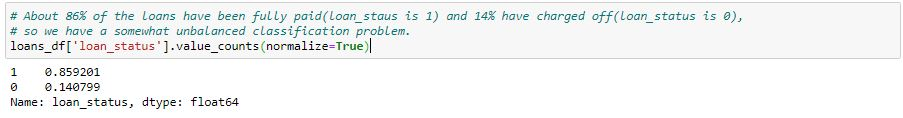 # About 86% of the loans have been fully paid(loan_staus is 1) and 14% have charged off(loan_status is 0),
# so we have a somewhat unbalanced classification problem.
loans_df['loan_status'].value_counts(normalize=True)
1    0.859201
0    0.140799
Name: loan_status, dtype: float64